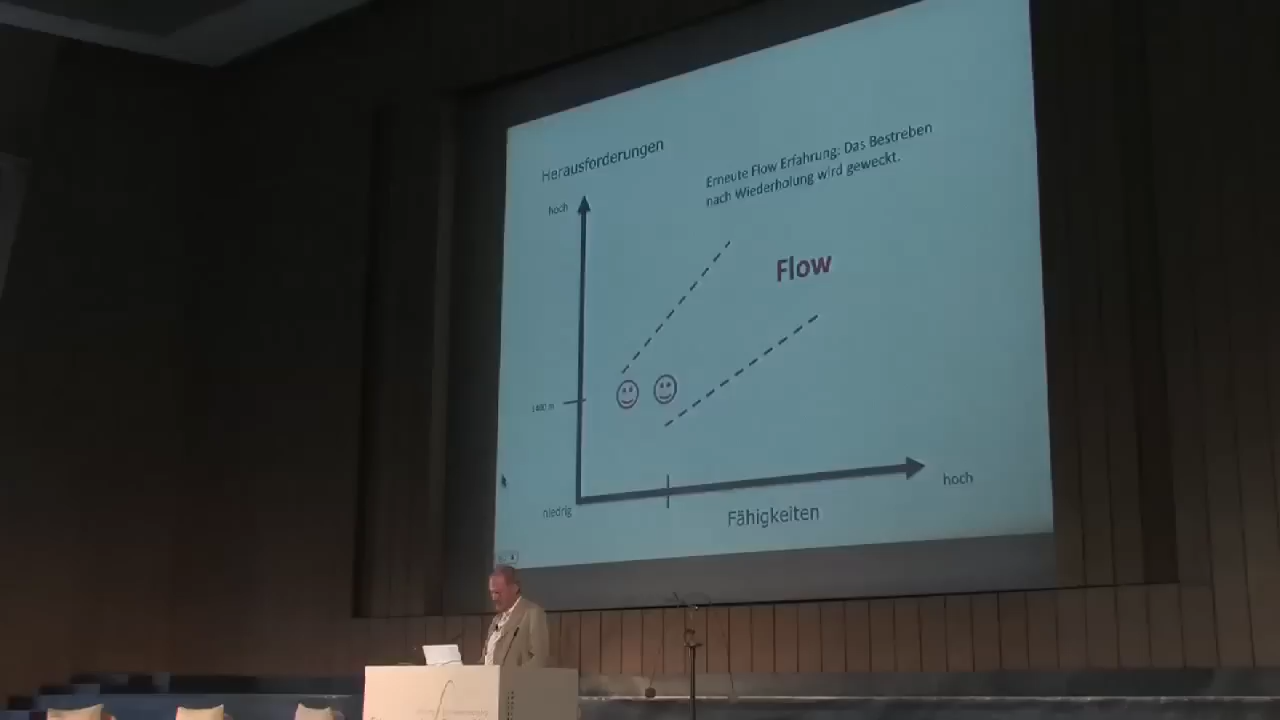 Herausforderungen
Erneute Flow Erfahrung: Das Bestreben
nach Wiederholung wird geweckt.
hoch
Flow
niedrig
hoch
Fähigkeiten